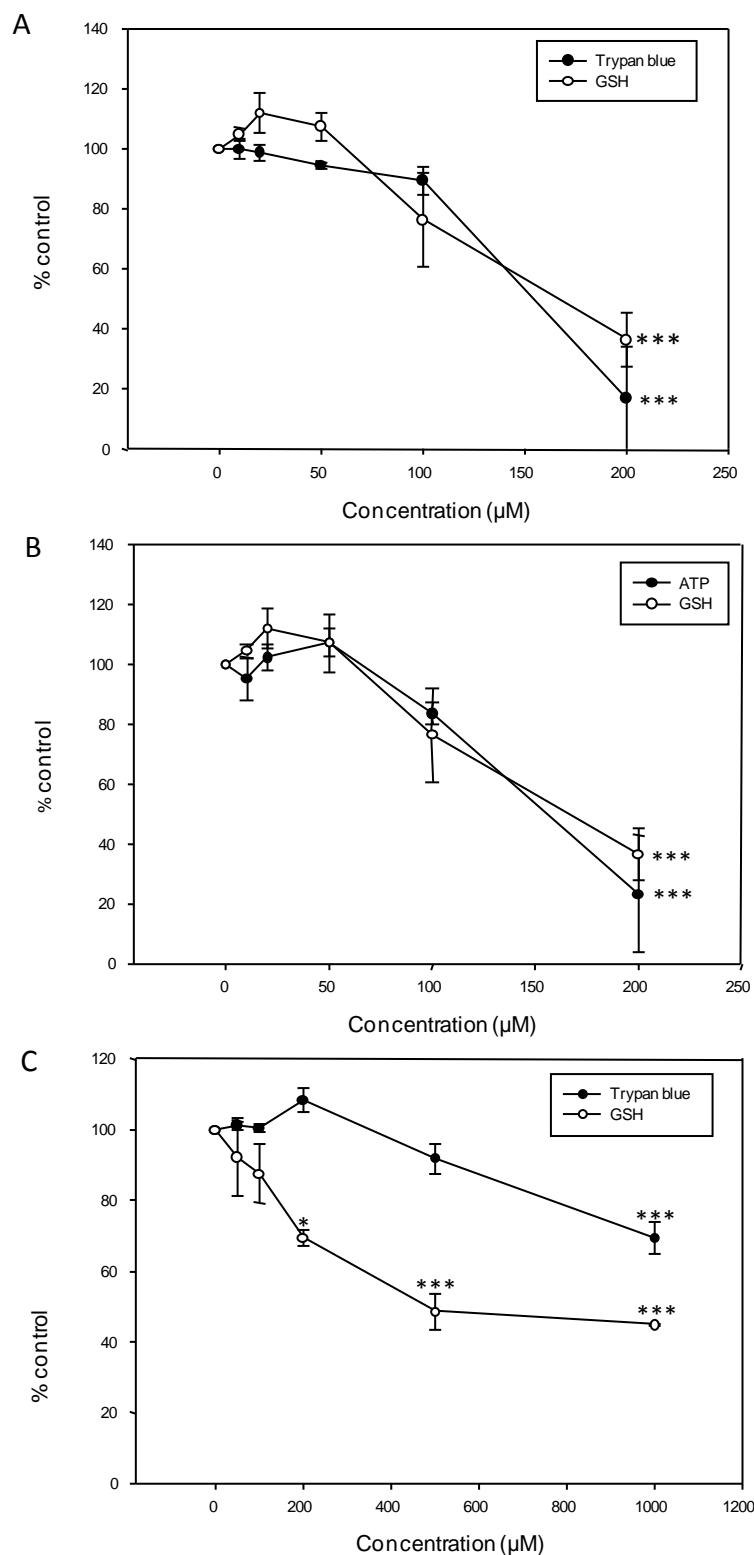 A
140
120
100
80
60
40
20
0
% control
Trypan blue
GSH
***
***
0 50 100 150 200 250
Concentration (µM)
B
140
120
100
80
60
40
20
0
% control
ATP
GSH
***
***
0 50 100 150 200 250
Concentration (µM)
C
120
100
80
60
40
20
0
% control
Trypan blue
GSH
***
*
***
***
0 200 400 600 800 1000 1200
Concentration (µM)